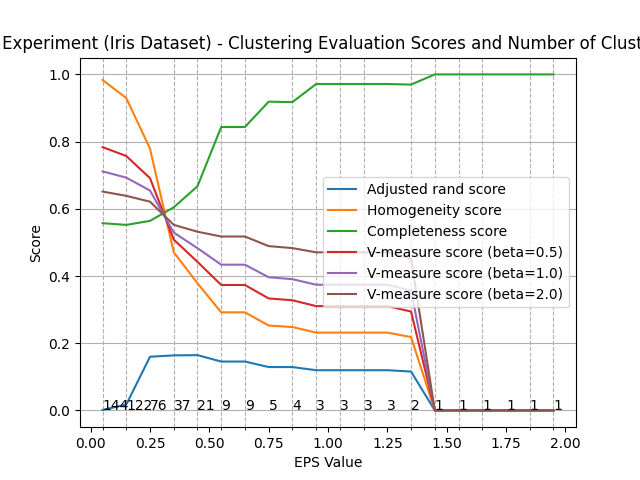 Experiment (Iris Dataset) - Clustering Evaluation Scores and Number of Clust
1.0
0.8
0.6
0.4
0.2
0.0
Score
Adjusted rand score
Homogeneity score
Completeness score
V-measure score (beta=0.5)
V-measure score (beta=1.0)
V-measure score (beta=2.0)
144 122 76 37 21 9 9 5 4 3 3 3 3 2 1 1 1 1 1 1
0.00 0.25 0.50 0.75 1.00 1.25 1.50 1.75 2.00
EPS Value